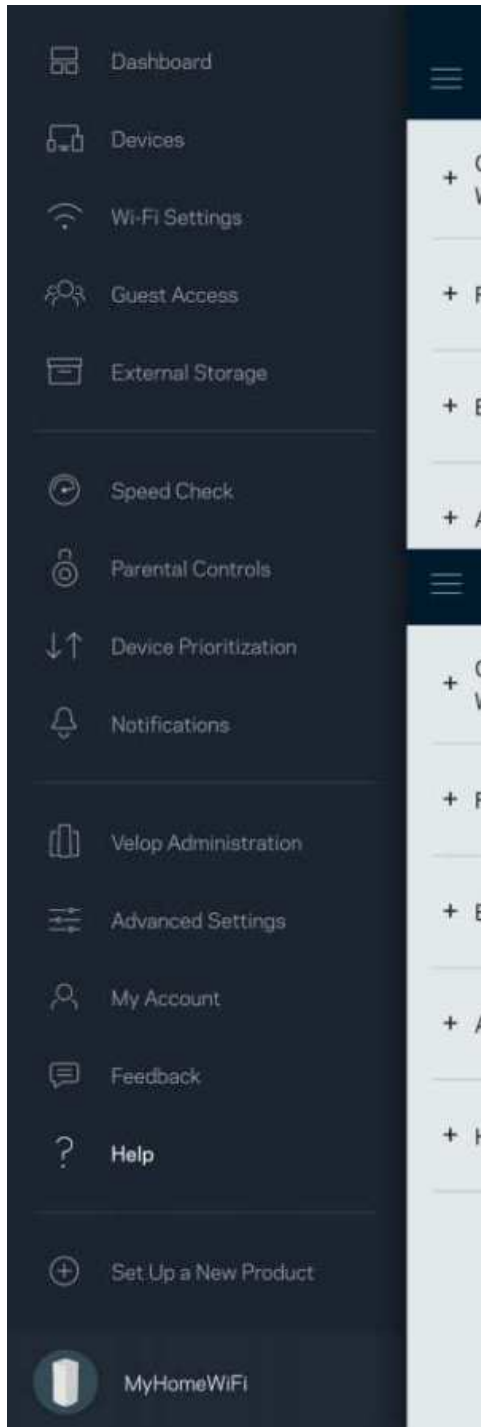 Dashboard
Devices
Wi-Fi Settings
Guest Access
External Storage
Speed Check
Parental Controls
Device Prioritization
Notifications
Velop Administration
Advanced Settings
My Account
Feedback
Help
Set Up a New Product
MyHomeWiFi